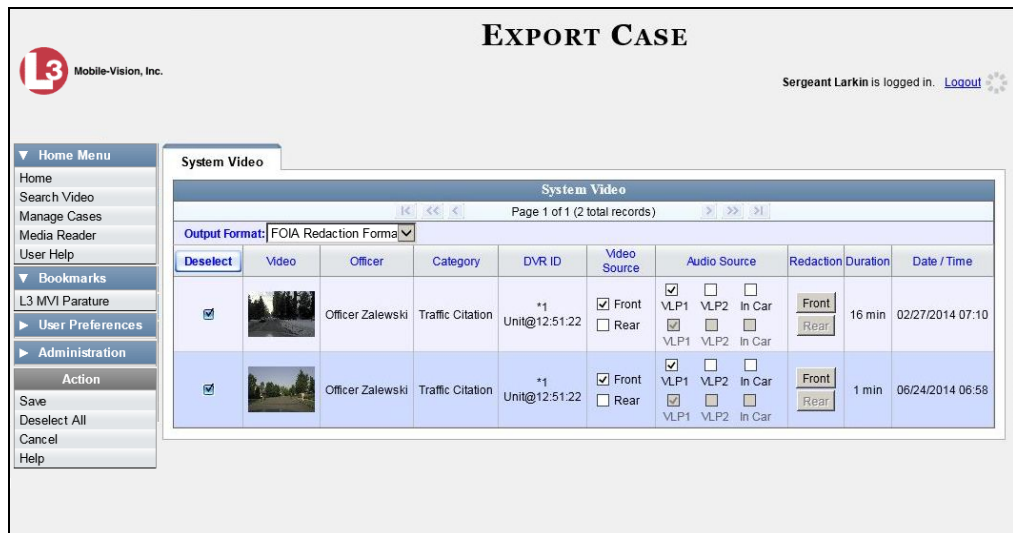 EXPORT CASE
L3 Mobile-Vision, Inc.
Sergeant Larkin is logged in. Logout
Home Menu
Home
Search Video
Manage Cases
Media Reader
User Help
Bookmarks
L3 MVI Parature
User Preferences
Administration
Action
Save
Deselect All
Cancel
Help
System Video
System Video
Page 1 of 1 (2 total records)
Output Format: FOIA Redaction Forma
Deselect Video Officer Category DVR ID Video Source Audio Source Redaction Duration Date / Time
Officer Zalewski Traffic Citation *1 Unit@12:51:22 Front Rear VLP1 VLP2 In Car VLP1 VLP2 In Car Front Rear 16 min 02/27/2014 07:10
Officer Zalewski Traffic Citation *1 Unit@12:51:22 Front Rear VLP1 VLP2 In Car VLP1 VLP2 In Car Front Rear 1 min 06/24/2014 06:58